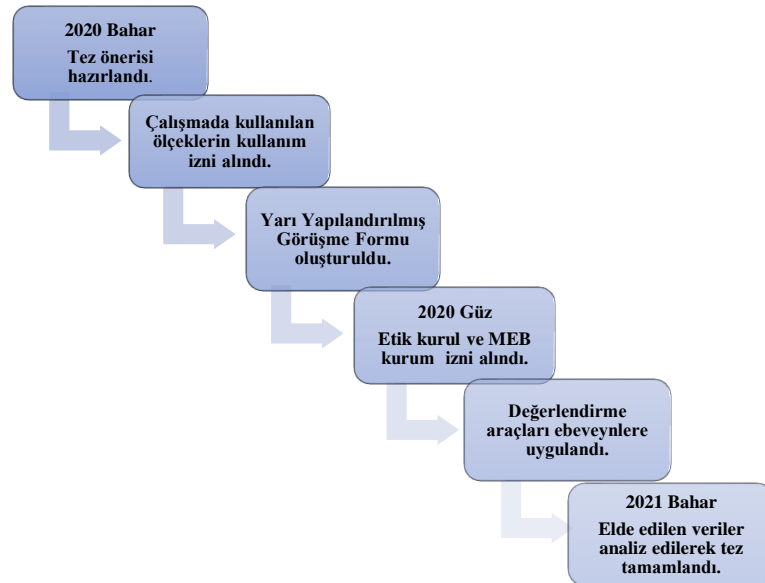 2020 Bahar
Tez önerisi
hazırlandı.
Çalışmada kullanılan
ölçeklerin kullanım
izni alındı.
Yarı Yapılandırılmış
Görüşme Formu
oluşturuldu.
2020 Güz
Etik kurul ve MEB
kurum izni alındı.
Değerlendirme
araçları ebeveynlere
uygulandı.
2021 Bahar
Elde edilen veriler
analiz edilerek tez
tamamlandı.